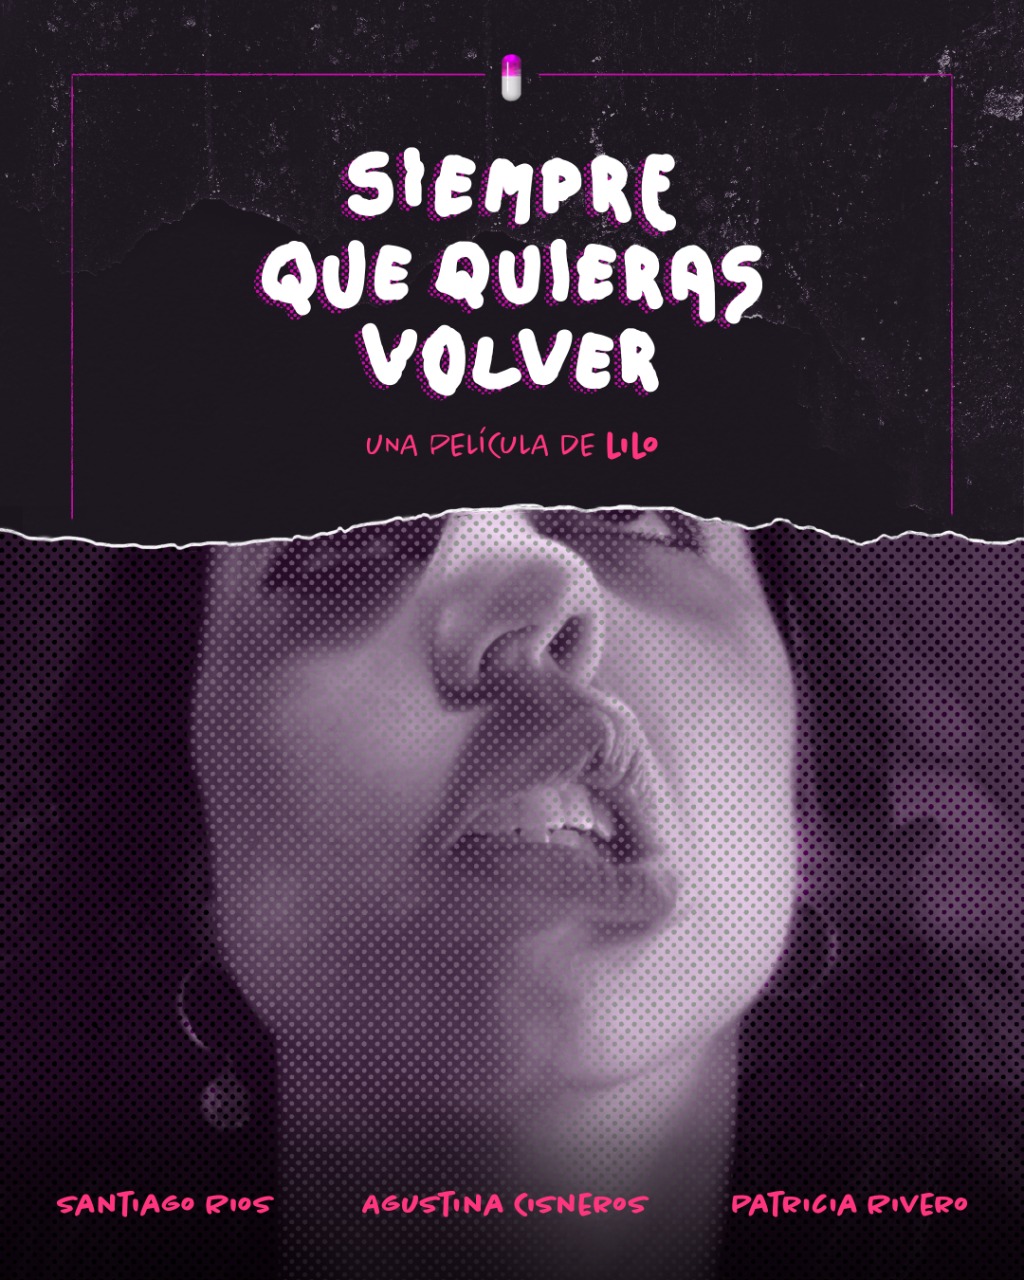 SIEMPRE
QUE QUIERAS
VOLVER
UNA PELÍCULA DE LILO
SANTIAGO RIOS AGUSTINA CISNEROS PATRICIA RIVERO